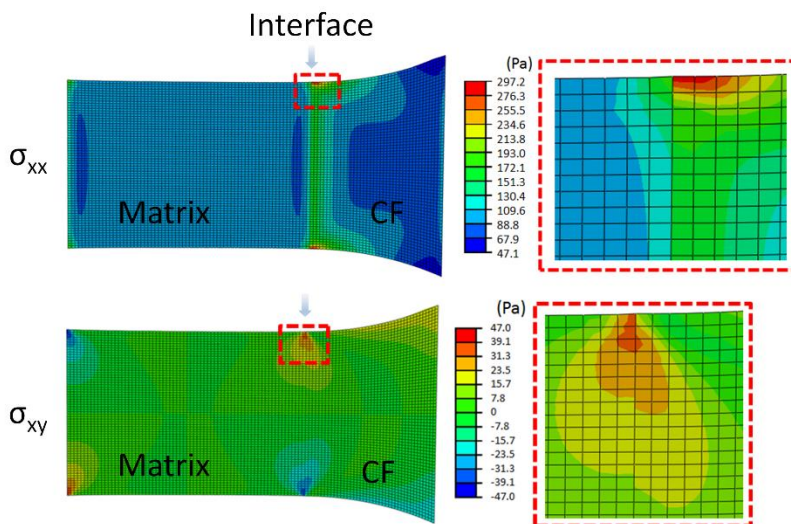 Interface
(Pa)
297.2
276.3
255.5
234.6
213.8
193.0
172.1
151.3
130.4
109.6
88.8
67.9
47.1
σxx
Matrix
CF
(Pa)
47.0
39.1
31.3
23.5
15.7
7.8
0
-7.8
-15.7
-23.5
-31.3
-39.1
-47.0
σxy
Matrix
CF